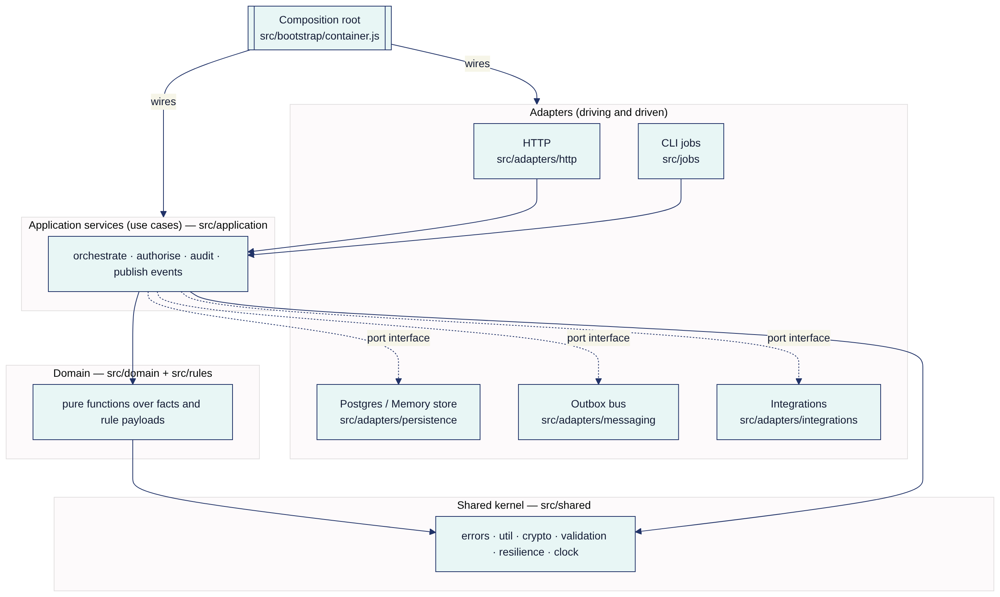 Composition root
src/bootstrap/container.js
wires
wires
Adapters (driving and driven)
HTTP
src/adapters/http
CLI jobs
src/jobs
Application services (use cases) — src/application
orchestrate · authorise · audit ·
publish events
port interface
port interface
port interface
Domain — src/domain + src/rules
pure functions over facts and
rule payloads
Postgres / Memory store
src/adapters/persistence
Outbox bus
src/adapters/messaging
Integrations
src/adapters/integrations
Shared kernel — src/shared
errors · util · crypto · validation
· resilience · clock